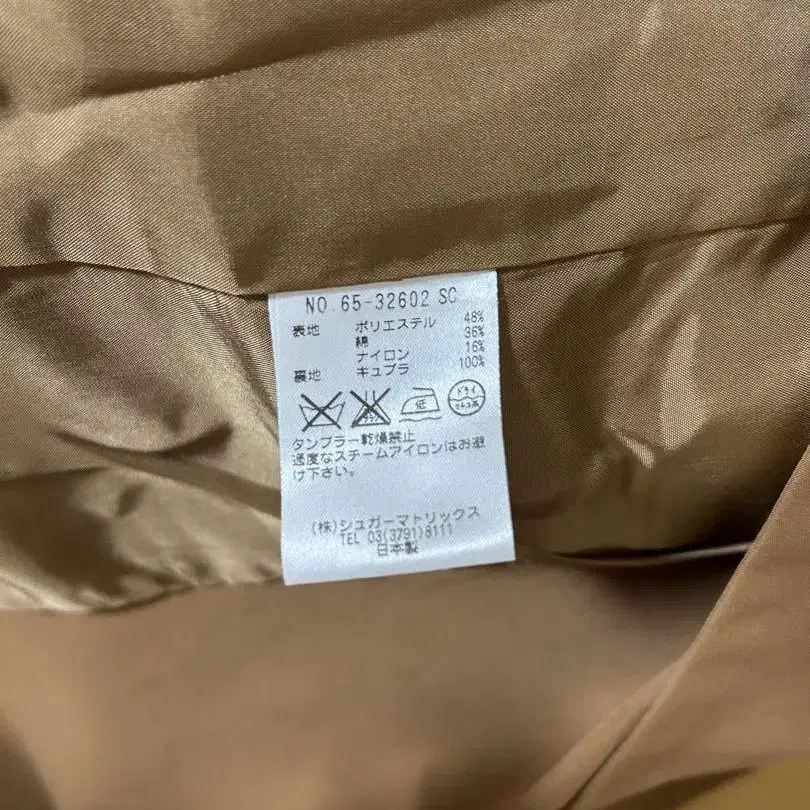 NO 65-32602 SC
表地 ポリエステル 48%
綿 36%
ナイロン 16%
裏地 キュプラ 100%
低 ドライ
タンブラー乾燥禁止
過度なスチームアイロンはお避
け下さい。
(株)シュガーマトリックス
TEL 03(3791)8111
日本製